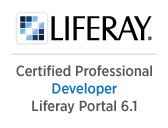 LIFERAY®
Certified Professional
Developer
Liferay Portal 6.1